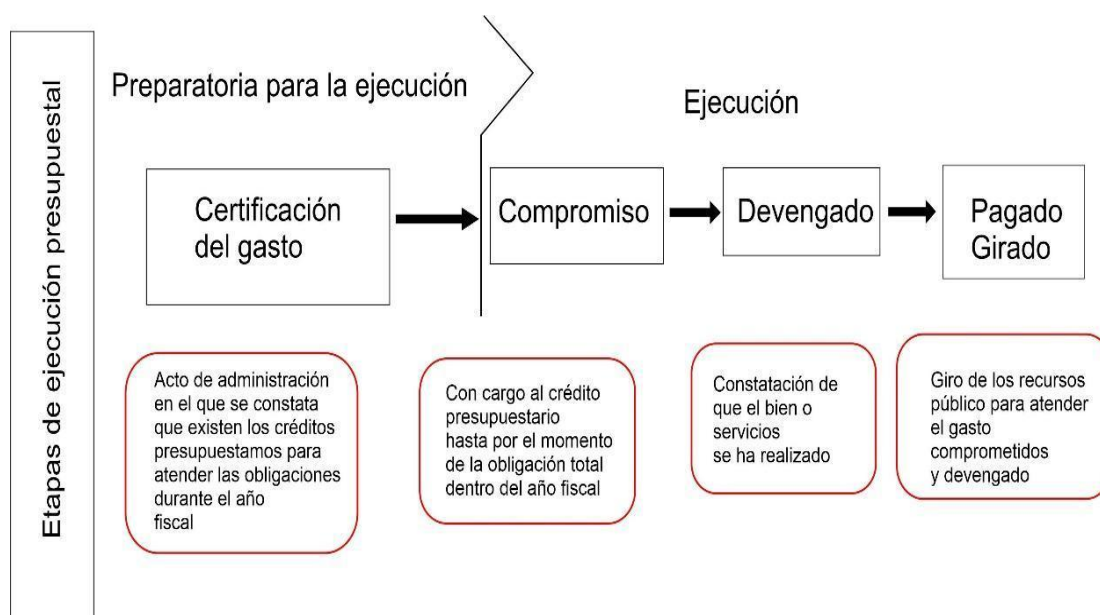 Etapas de ejecución presupuestal
Preparatoria para la ejecución
Ejecución
Certificación
del gasto
Compromiso
Devengado
Pagado
Girado
Acto de administración
en el que se constata
que existen los créditos
presupuestamos para
atender las obligaciones
durante el año
fiscal
Con cargo al crédito
presupuestario
hasta por el momento
de la obligación total
dentro del año fiscal
Constatación de
que el bien o
servicios
se ha realizado
Giro de los recursos
público para atender
el gasto
comprometidos
y devengado